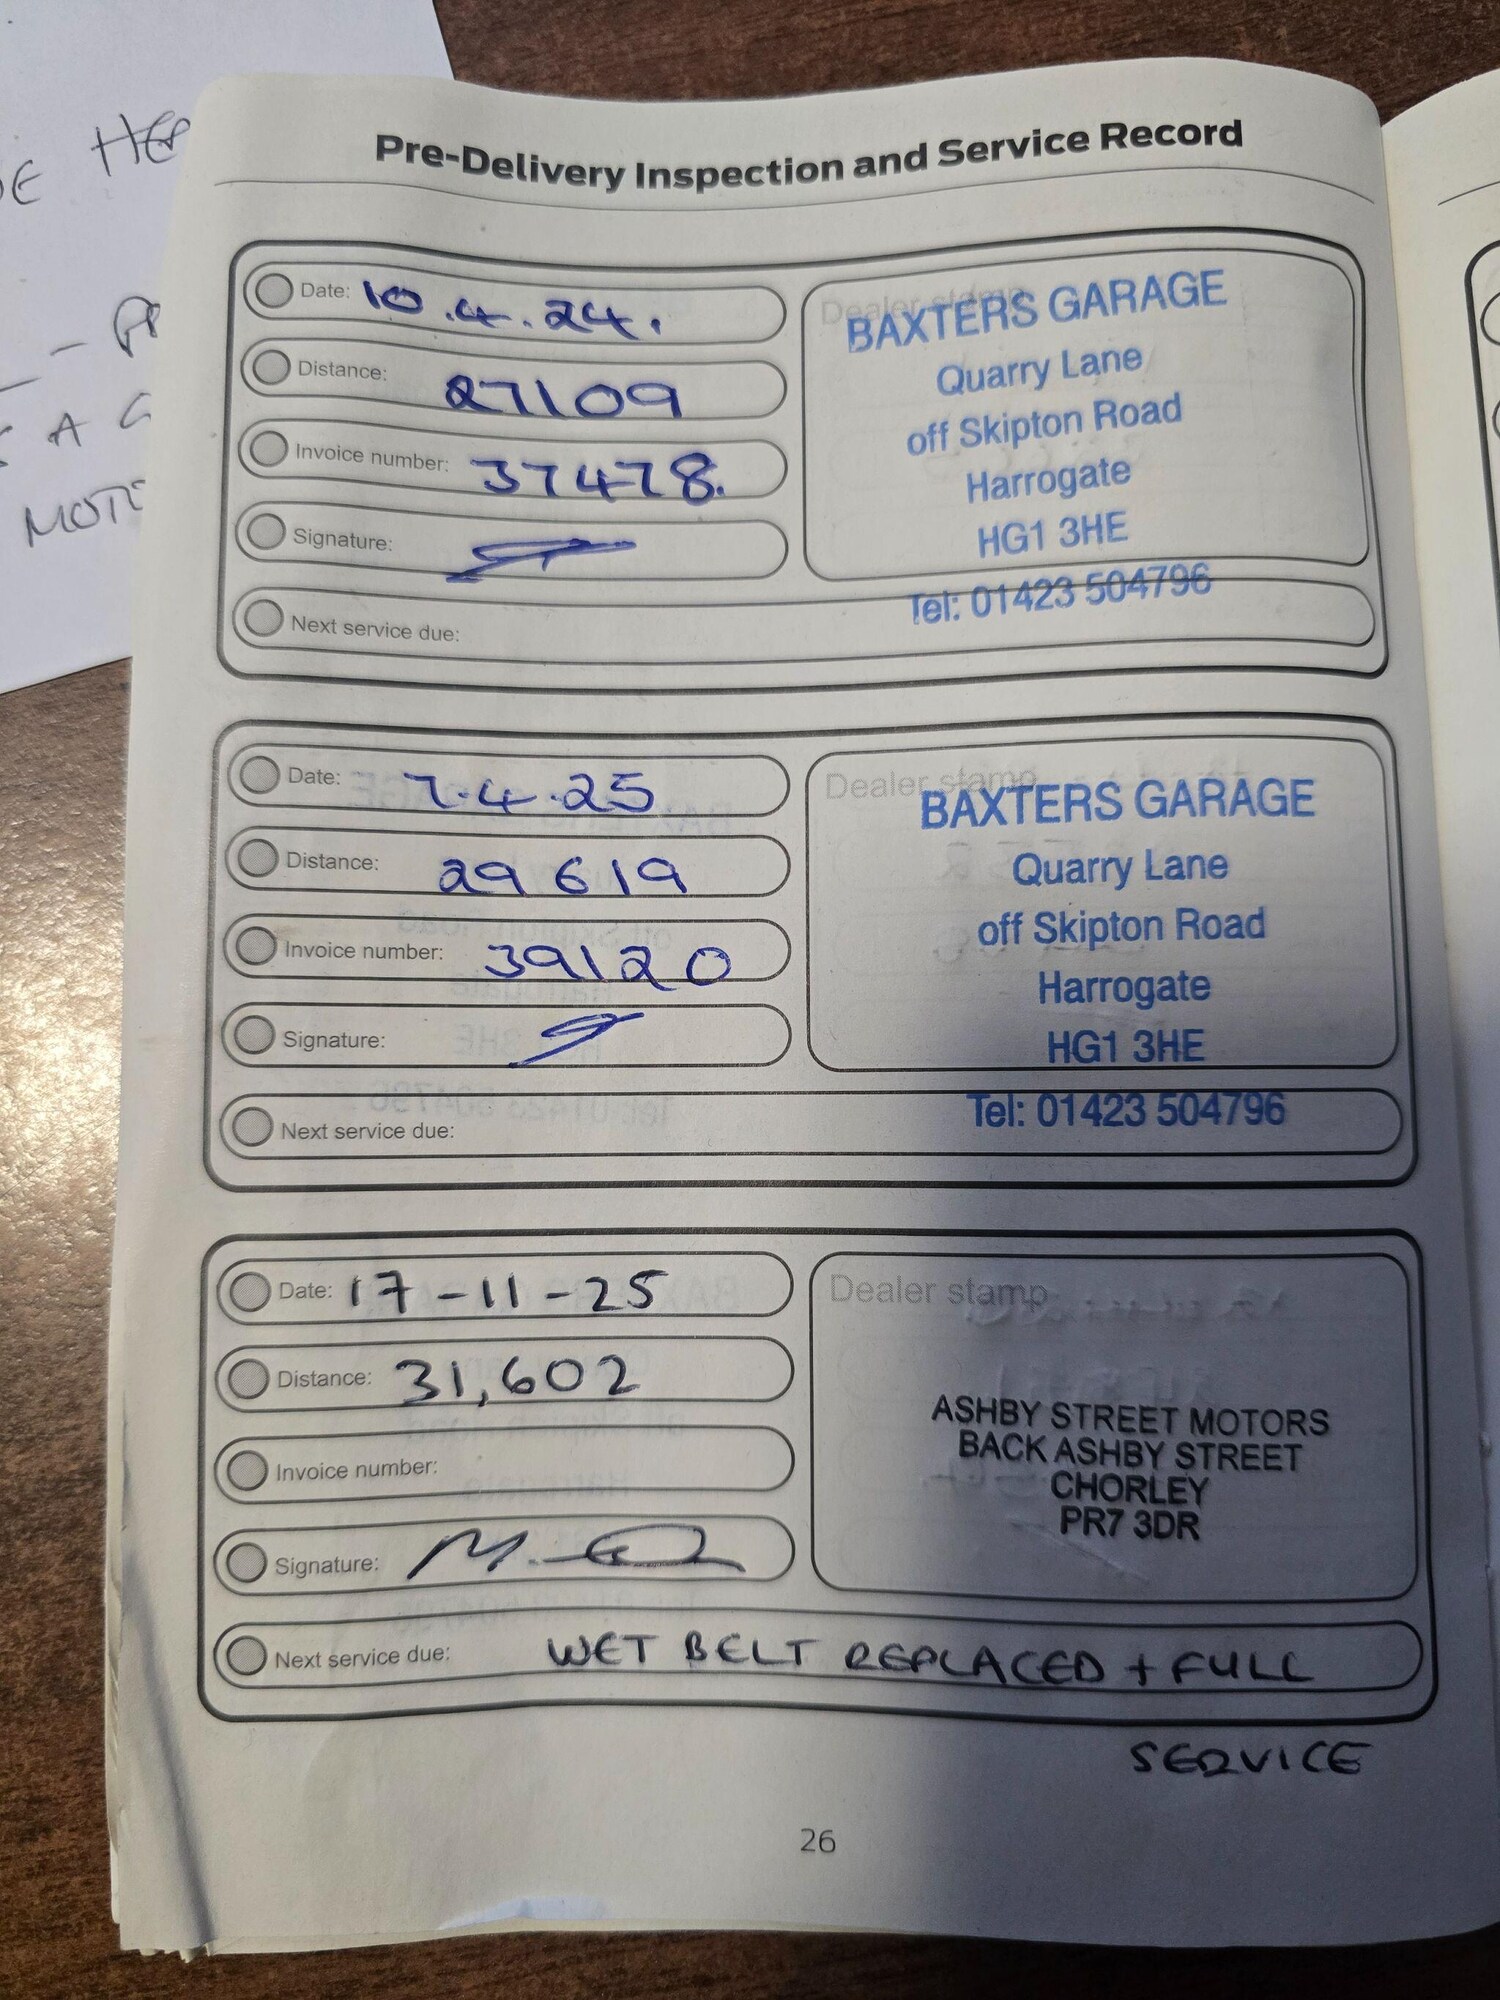 HE
MOTE
Pre-Delivery Inspection and Service Record
Date: 10.4.24.
Distance: 27109
Invoice number: 37478.
Signature:
Next service due:
Dealer stamp
BAXTERS GARAGE
Quarry Lane
off Skipton Road
Harrogate
HG1 3HE
Tel: 01423 504796
Date: 7.4.25
Distance: 29619
Invoice number: 39120
Signature:
Next service due:
Dealer stamp
BAXTERS GARAGE
Quarry Lane
off Skipton Road
Harrogate
HG1 3HE
Tel: 01423 504796
Date: 17-11-25
Distance: 31,602
Invoice number:
Signature:
Next service due: WET BELT REPLACED + FULL
SERVICE
Dealer stamp
ASHBY STREET MOTORS
BACK ASHBY STREET
CHORLEY
PR7 3DR
26